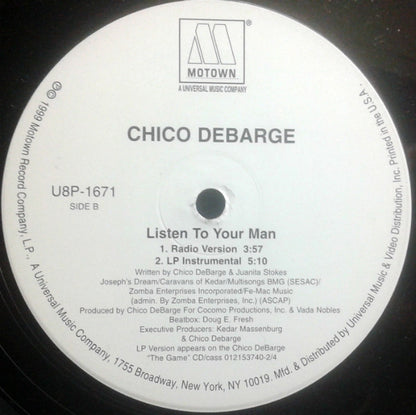 MOTOWN
A UNIVERSAL MUSIC COMPANY
CHICO DEBARGE
U8P-1671
SIDE B
Listen To Your Man
1. Radio Version 3:57
2. LP Instrumental 5:10
Written by Chico DeBarge & Juanita Stokes
Joseph's Dream/Caravans of Kedar/Multisongs BMG (SESAC)/
Zomba Enterprises Incorporated/Fe-Mac Music
(admin. By Zomba Enterprises, Inc.) (ASCAP)
Produced by Chico DeBarge For Cocomo Productions, Inc. & Vada Nobles
Beatbox: Doug E. Fresh
Executive Producers: Kedar Massenburg
& Chico Debarge
LP Version appears on the Chico DeBarge
"The Game" CD/cass 012153740-2/4
℗ © 1999 Motown Record Company, L.P., A Universal Music Company, 1755 Broadway, New York, NY 10019. Mfd. & Distributed by Universal Music & Video Distribution, Inc. Printed in the U.S.A.